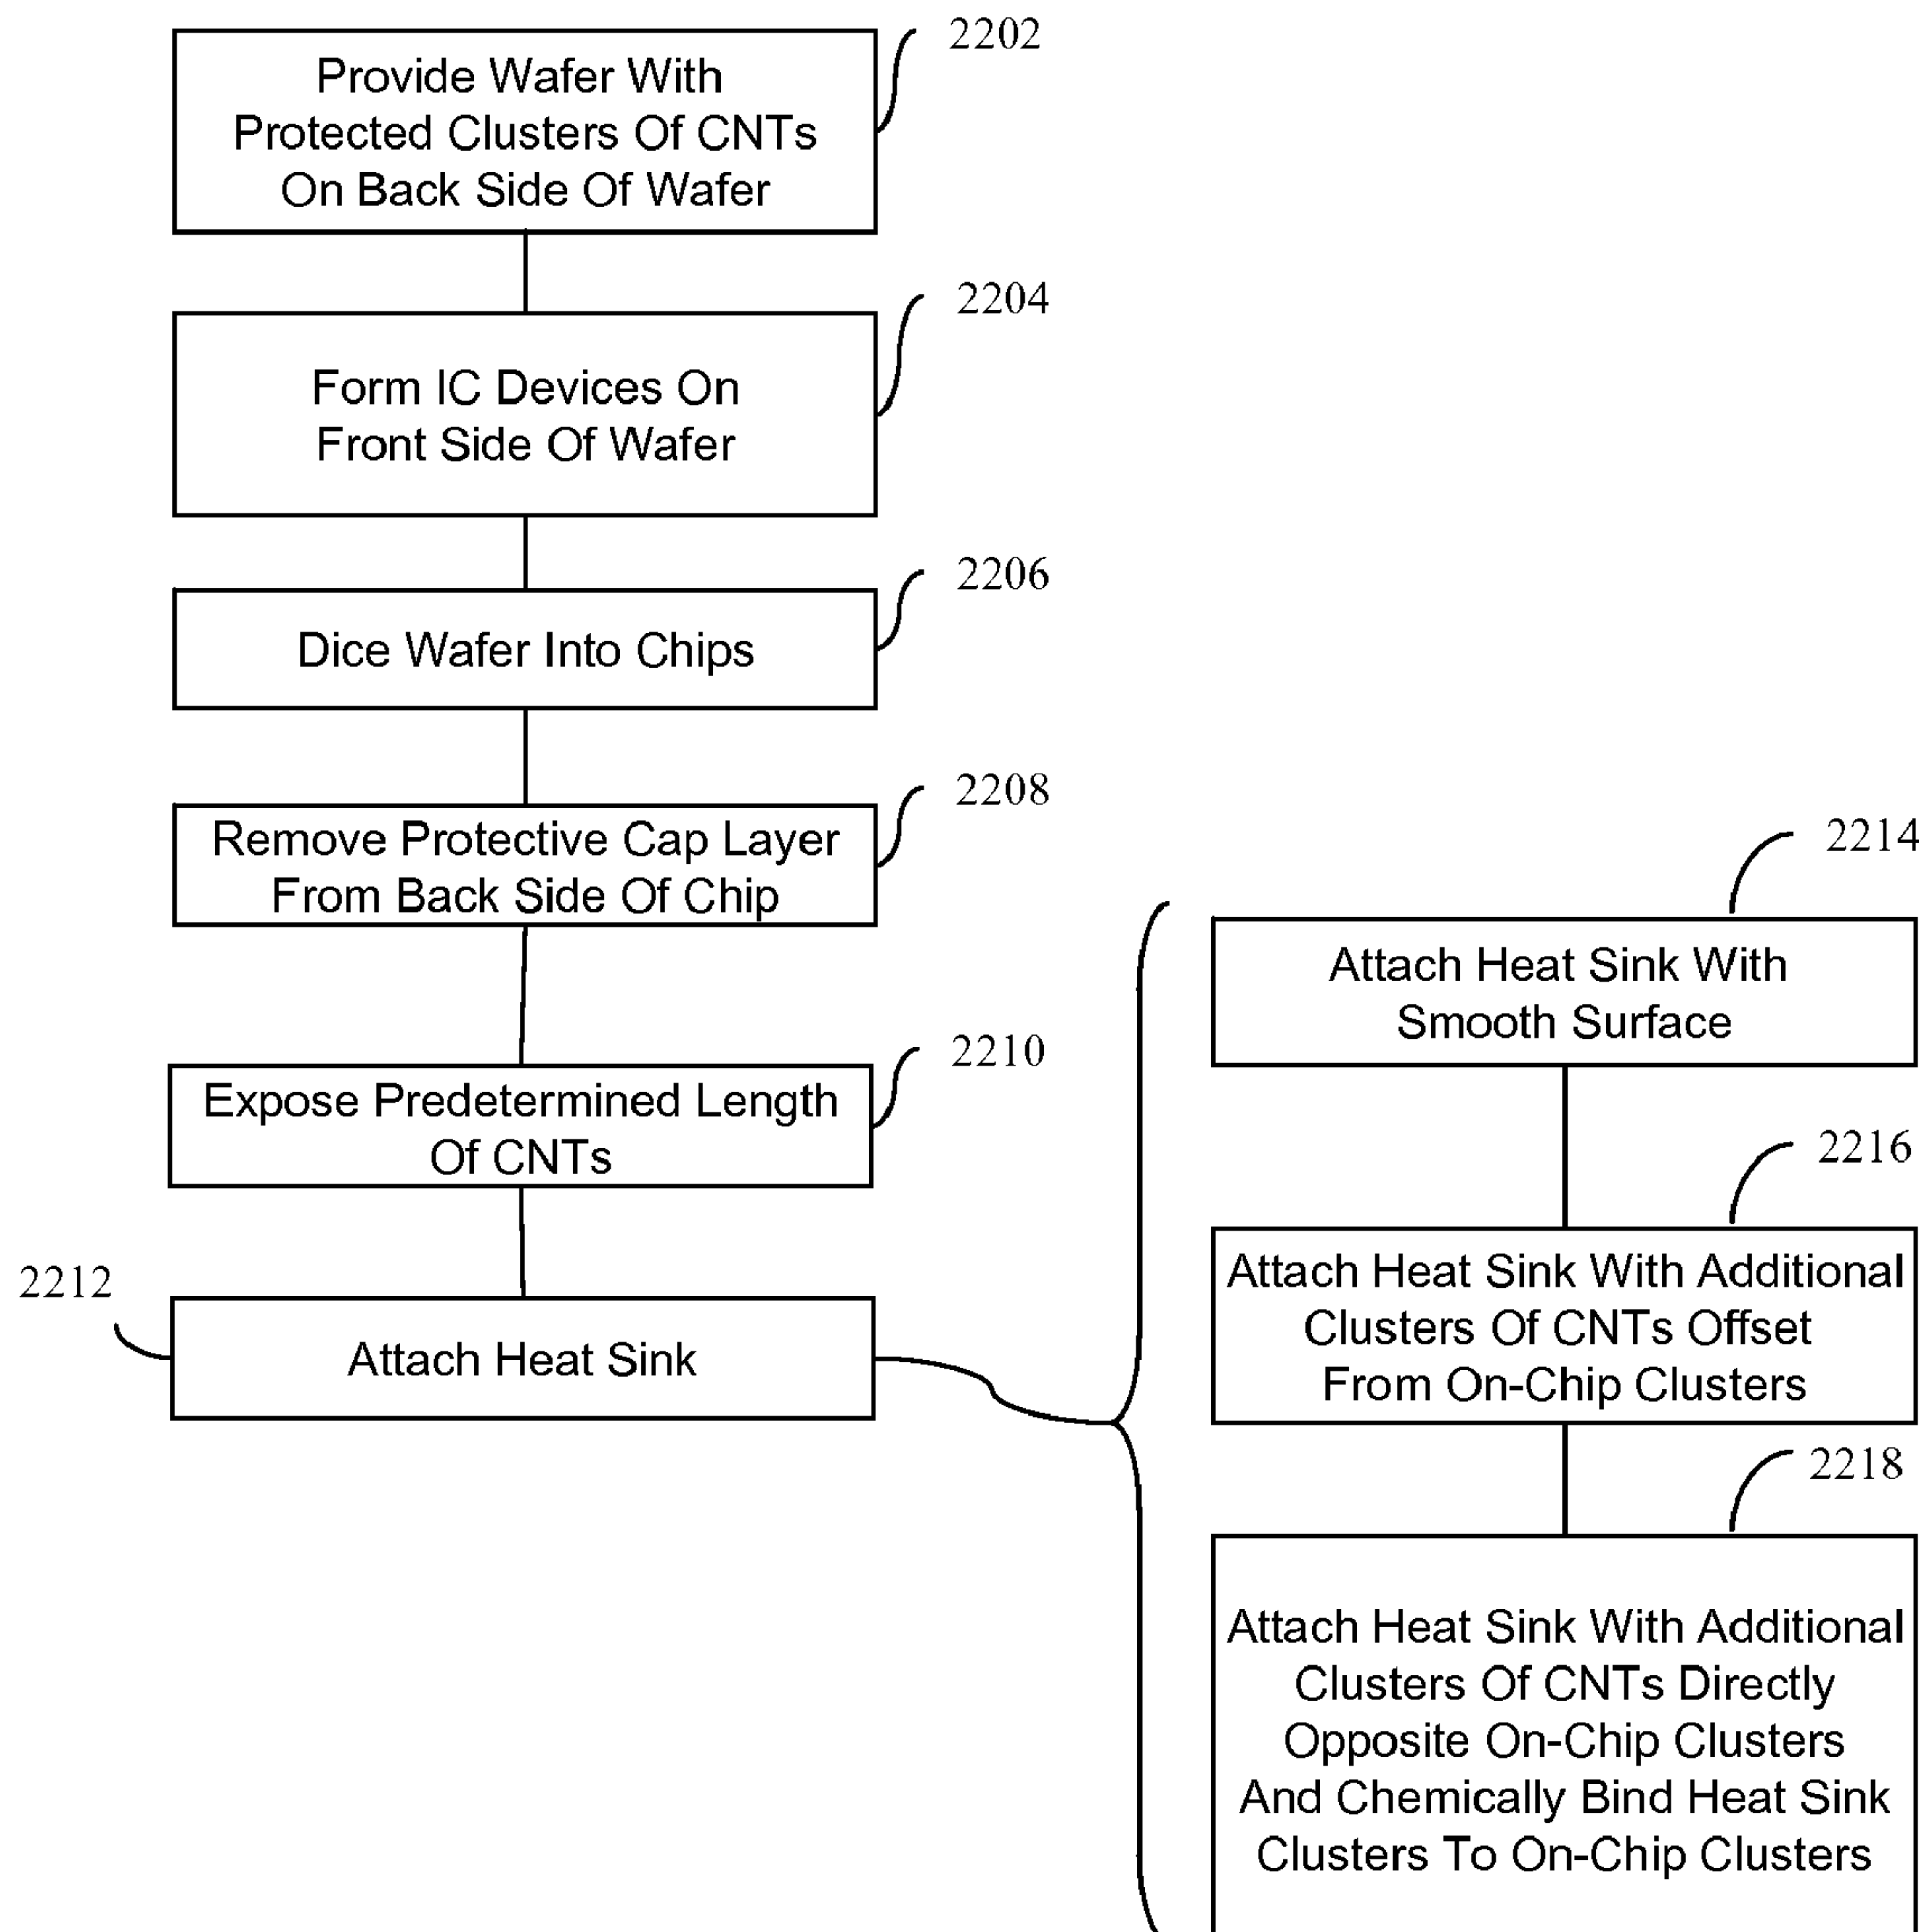 2202
Provide Wafer With
Protected Clusters Of CNTs
On Back Side Of Wafer
2204
Form IC Devices On
Front Side Of Wafer
2206
Dice Wafer Into Chips
2208
Remove Protective Cap Layer
From Back Side Of Chip
2210
Expose Predetermined Length
Of CNTs
2212
Attach Heat Sink
2214
Attach Heat Sink With
Smooth Surface
2216
Attach Heat Sink With Additional
Clusters Of CNTs Offset
From On-Chip Clusters
2218
Attach Heat Sink With Additional
Clusters Of CNTs Directly
Opposite On-Chip Clusters
And Chemically Bind Heat Sink
Clusters To On-Chip Clusters